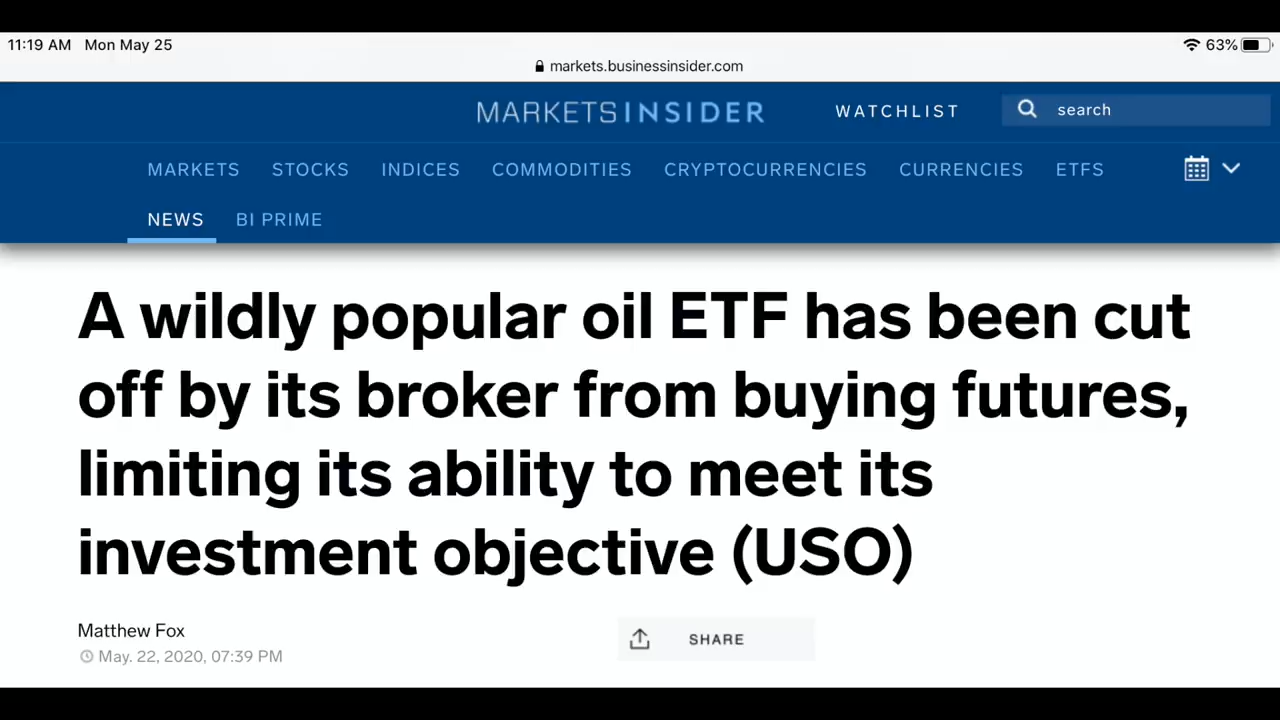 11:19 AM Mon May 25
63%
markets.businessinsider.com
MARKETS INSIDER
WATCHLIST
search
MARKETS STOCKS INDICES COMMODITIES CRYPTOCURRENCIES CURRENCIES ETFS
NEWS BI PRIME
A wildly popular oil ETF has been cut
off by its broker from buying futures,
limiting its ability to meet its
investment objective (USO)
Matthew Fox
May. 22, 2020, 07:39 PM
SHARE